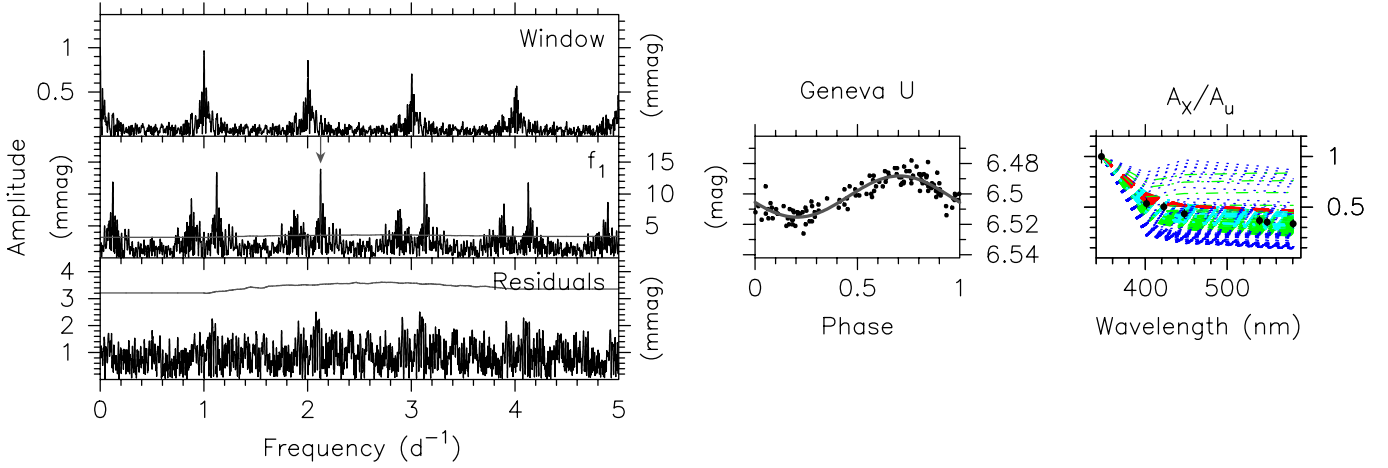 Window
1
0.5
(mmag)
f₁
15
10
5
Amplitude
(mmag)
Residuals
4
3
2
1
(mmag)
0 1 2 3 4 5
Frequency (d⁻¹)
Geneva U
6.48
6.5
6.52
6.54
(mag)
0 0.5 1
Phase
Aₓ/Aᵤ
1
0.5
400 500
Wavelength (nm)